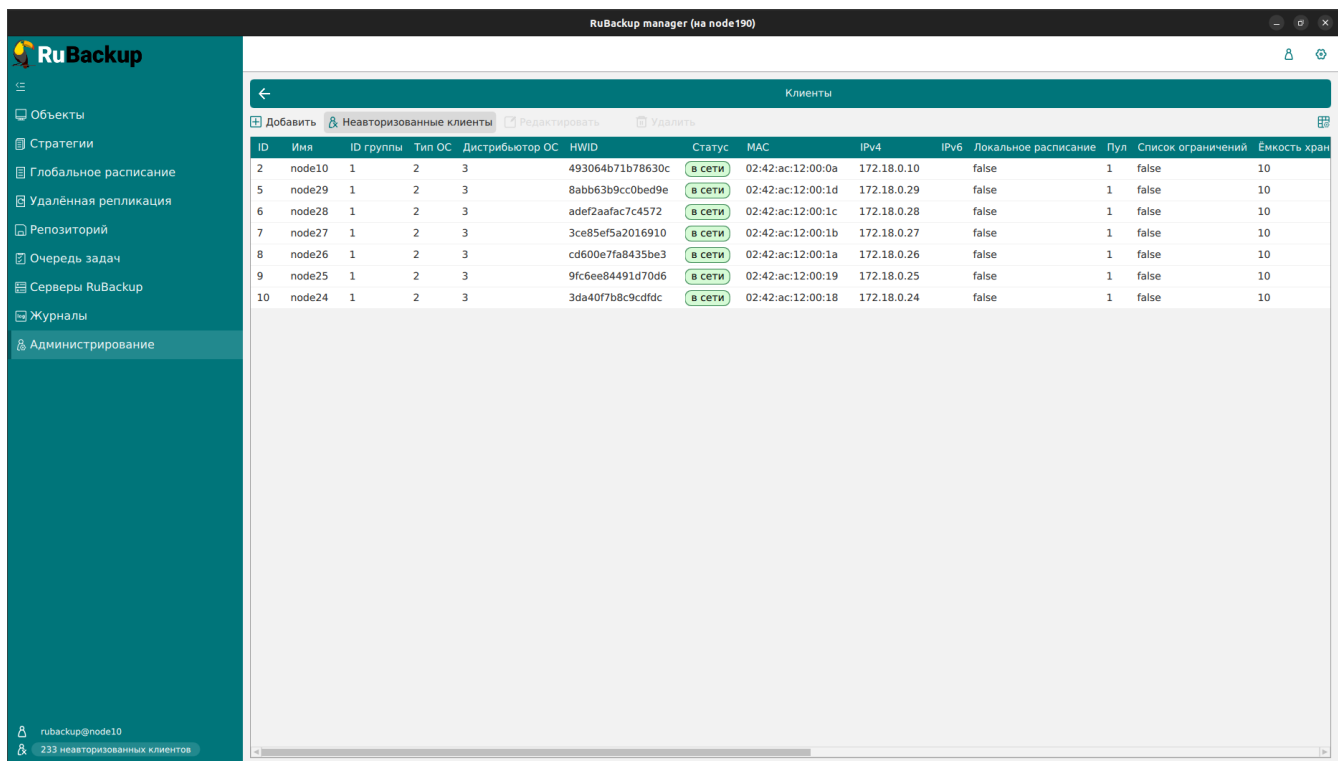 RuBackup manager (на node190)
RuBackup
Объекты
Стратегии
Глобальное расписание
Удалённая репликация
Репозиторий
Очередь задач
Серверы RuBackup
Журналы
Администрирование
rubackup@node10
233 неавторизованных клиентов
Клиенты
Добавить Неавторизованные клиенты Редактировать Удалить
ID Имя ID группы Тип ОС Дистрибьютор ОС HWID Статус MAC IPv4 IPv6 Локальное расписание Пул Список ограничений Ёмкость хран
2 node10 1 2 3 493064b71b78630c в сети 02:42:ac:12:00:0a 172.18.0.10 false 1 false 10
5 node29 1 2 3 8abb63b9cc0bed9e в сети 02:42:ac:12:00:1d 172.18.0.29 false 1 false 10
6 node28 1 2 3 adef2aafac7c4572 в сети 02:42:ac:12:00:1c 172.18.0.28 false 1 false 10
7 node27 1 2 3 3ce85ef5a2016910 в сети 02:42:ac:12:00:1b 172.18.0.27 false 1 false 10
8 node26 1 2 3 cd600e7fa8435be3 в сети 02:42:ac:12:00:1a 172.18.0.26 false 1 false 10
9 node25 1 2 3 9fc6ee84491d70d6 в сети 02:42:ac:12:00:19 172.18.0.25 false 1 false 10
10 node24 1 2 3 3da40f7b8c9cdfdc в сети 02:42:ac:12:00:18 172.18.0.24 false 1 false 10